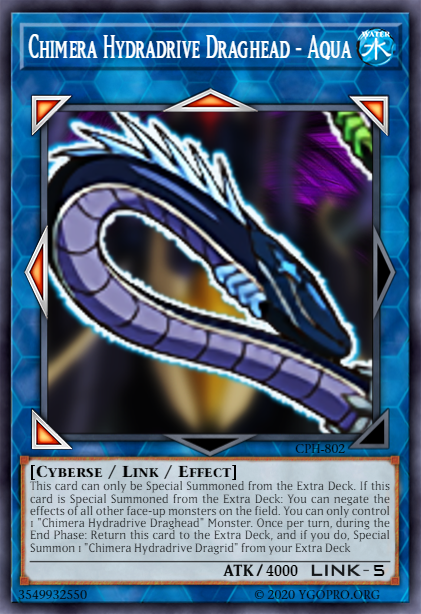 Chimera Hydradrive Draghead - Aqua
WATER
水
CPH-802
[Cyberse / Link / Effect]
This card can only be Special Summoned from the Extra Deck. If this
card is Special Summoned from the Extra Deck: You can negate the
effects of all other face-up monsters on the field. You can only control
1 "Chimera Hydradrive Draghead" Monster. Once per turn, during the
End Phase: Return this card to the Extra Deck, and if you do, Special
Summon 1 "Chimera Hydradrive Dragrid" from your Extra Deck
ATK/4000 LINK-5
3549932550 © 2020 YGOPRO.ORG